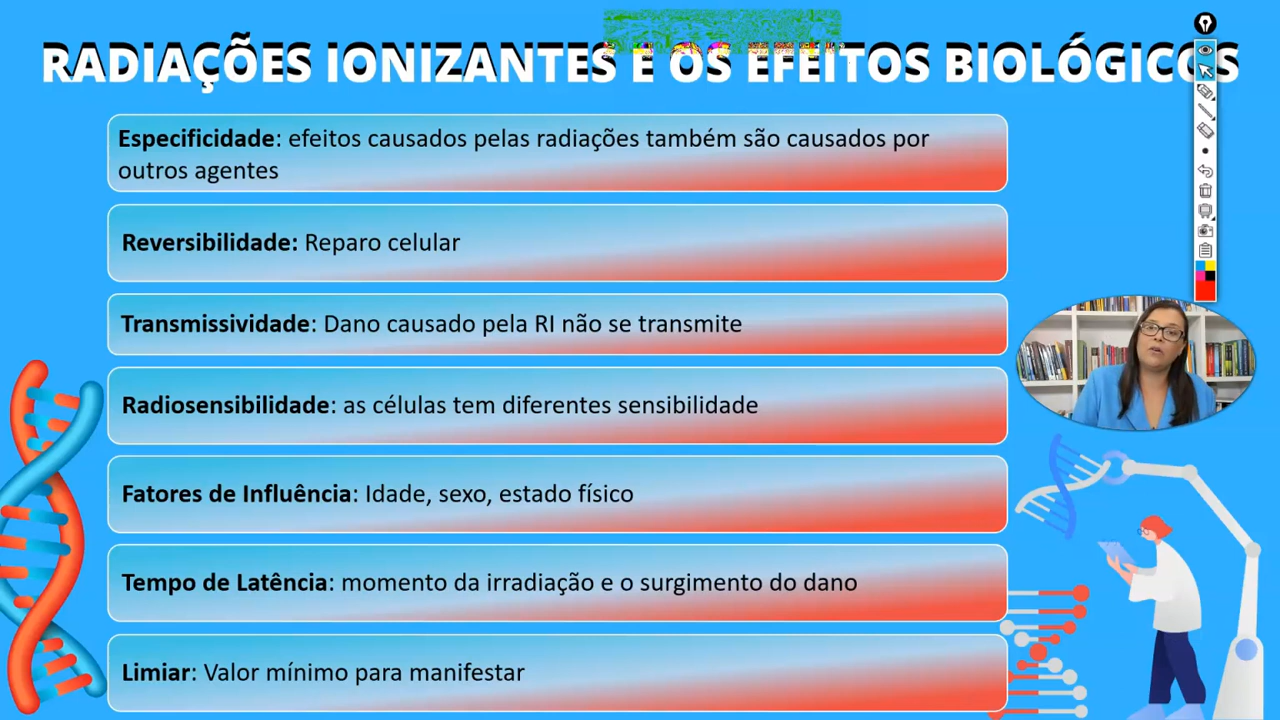 RADIAÇÕES IONIZANTES E OS EFEITOS BIOLÓGICOS
Especificidade: efeitos causados pelas radiações também são causados por
outros agentes
Reversibilidade: Reparo celular
Transmissividade: Dano causado pela RI não se transmite
Radiosensibilidade: as células tem diferentes sensibilidade
Fatores de Influência: Idade, sexo, estado físico
Tempo de Latência: momento da irradiação e o surgimento do dano
Limiar: Valor mínimo para manifestar